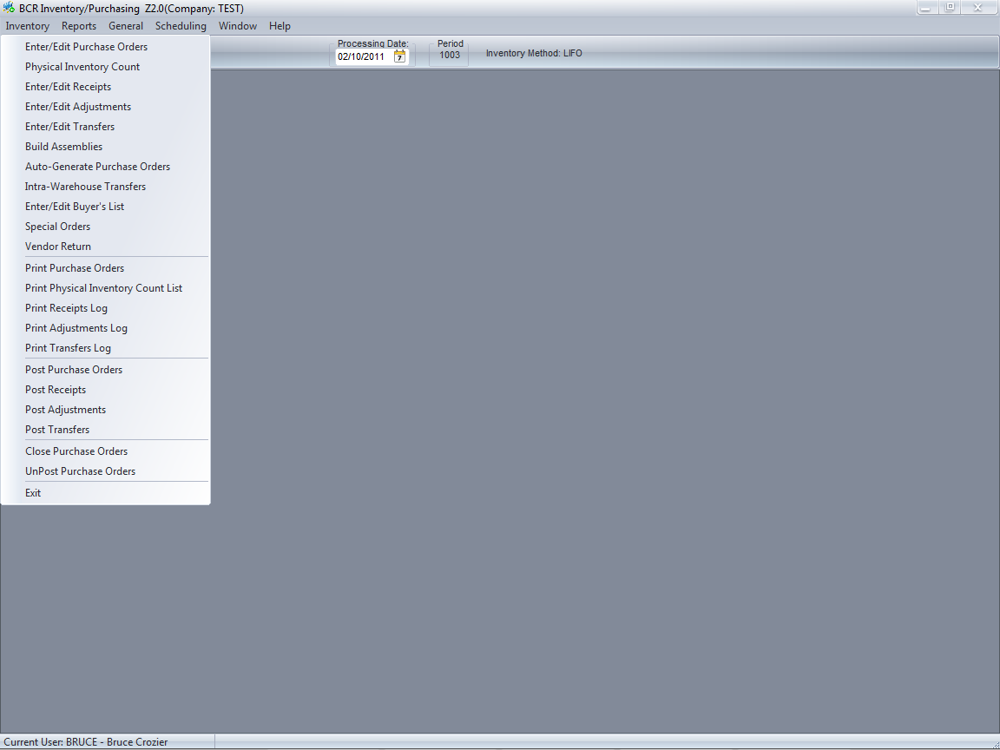 BCR Inventory/Purchasing Z2.0(Company: TEST)
Inventory Reports General Scheduling Window Help
Processing Date: Period
02/10/2011 7 1003 Inventory Method: LIFO
Enter/Edit Purchase Orders
Physical Inventory Count
Enter/Edit Receipts
Enter/Edit Adjustments
Enter/Edit Transfers
Build Assemblies
Auto-Generate Purchase Orders
Intra-Warehouse Transfers
Enter/Edit Buyer's List
Special Orders
Vendor Return
Print Purchase Orders
Print Physical Inventory Count List
Print Receipts Log
Print Adjustments Log
Print Transfers Log
Post Purchase Orders
Post Receipts
Post Adjustments
Post Transfers
Close Purchase Orders
UnPost Purchase Orders
Exit
Current User: BRUCE - Bruce Crozier